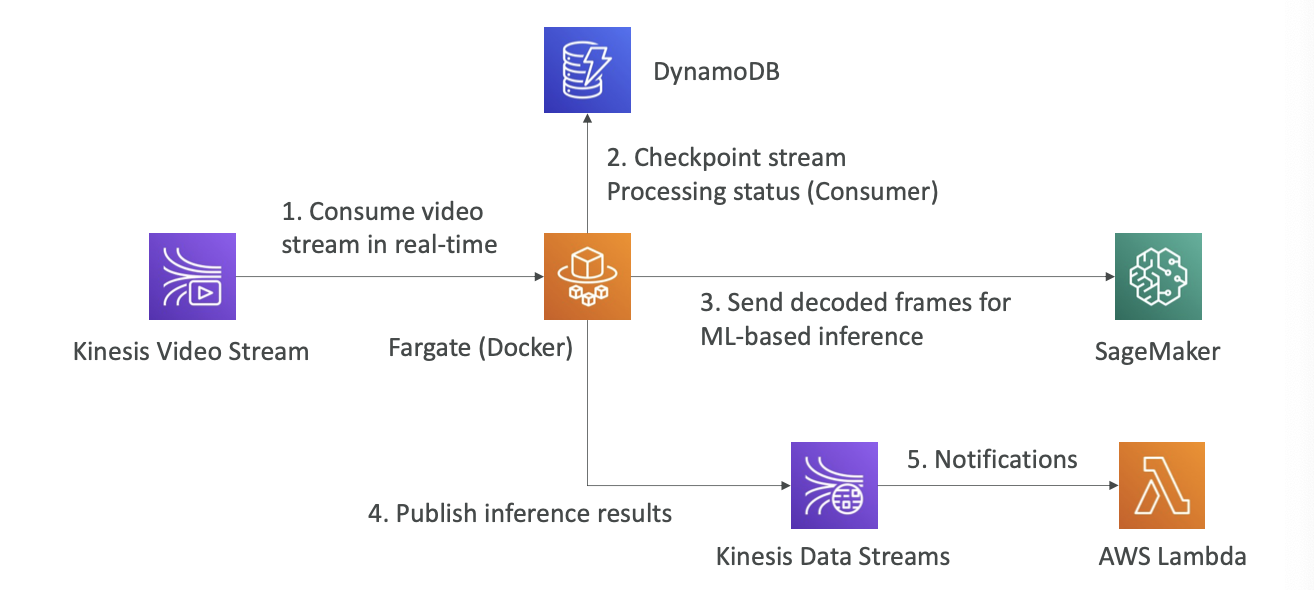 DynamoDB
2. Checkpoint stream
Processing status (Consumer)
1. Consume video
stream in real-time
Kinesis Video Stream
Fargate (Docker)
3. Send decoded frames for
ML-based inference
SageMaker
4. Publish inference results
Kinesis Data Streams
5. Notifications
AWS Lambda